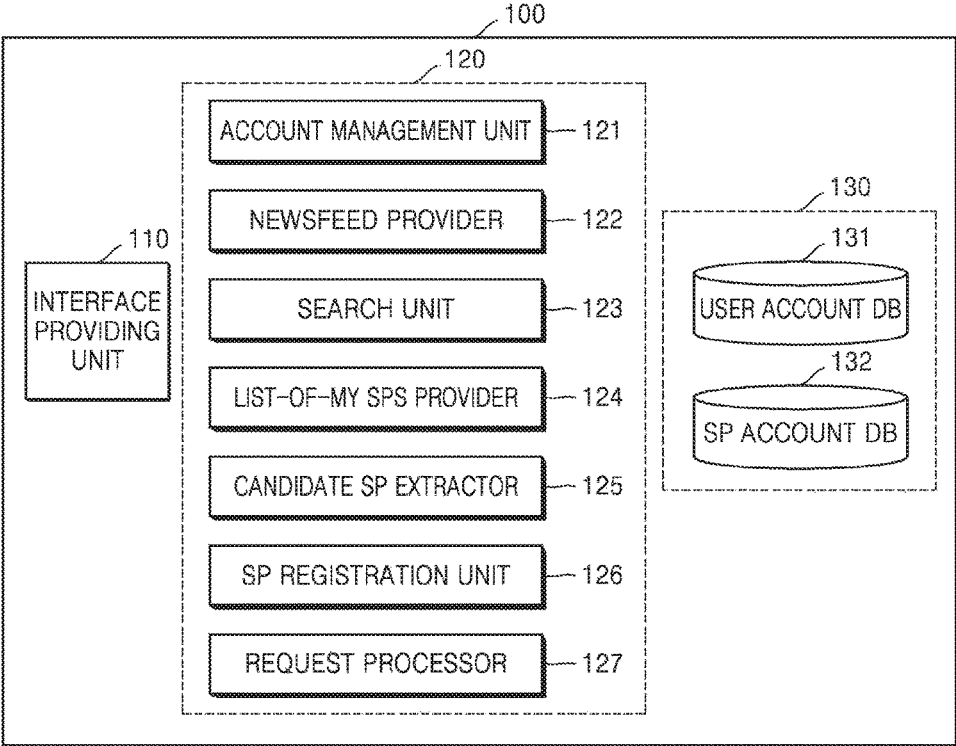 100
120
ACCOUNT MANAGEMENT UNIT
121
NEWSFEED PROVIDER
122
SEARCH UNIT
123
LIST-OF-MY SPS PROVIDER
124
CANDIDATE SP EXTRACTOR
125
SP REGISTRATION UNIT
126
REQUEST PROCESSOR
127
110
INTERFACE
PROVIDING
UNIT
130
131
USER ACCOUNT DB
132
SP ACCOUNT DB